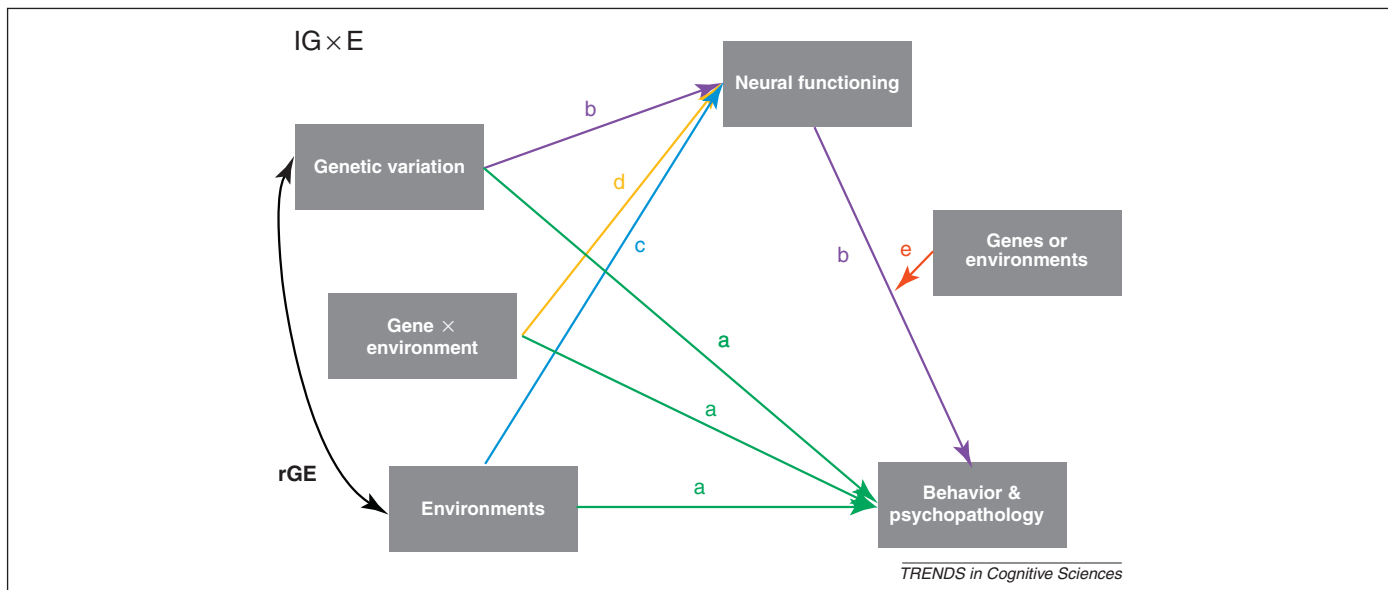 IG × E
Neural functioning
b
Genetic variation
d
c
Genes or
environments
b
e
Gene ×
environment
a
a
rGE
Environments
a
Behavior &
psychopathology
TRENDS in Cognitive Sciences